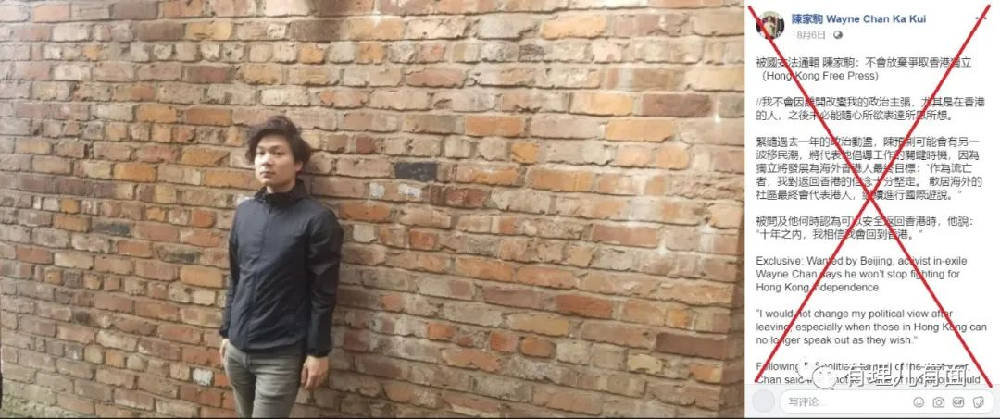 陳家駒 Wayne Chan Ka Kui
8月6日
被國安法通輯 陳家駒：不會放棄爭取香港獨立
（Hong Kong Free Press)
//我不會因離開改變我的政治主張，尤其是在香港
的人，之後未必能隨心所欲表達所思所想。
緊隨過去一年的政治動盪，陳預測可能會有另一
波移民潮，將代表他倡導工作的關鍵時機，因為
獨立將發展為海外香港人最終目標："作為流亡
者，我對返回香港的信念十分堅定。 散居海外的
社區最終會代表港人，繼續進行國際遊說。"
被問及他何時認為可以安全返回香港時，他說：
"十年之內，我相信我會回到香港。"
Exclusive: Wanted by Beijing, activist in-exile
Wayne Chan says he won't stop fighting for
Hong Kong independence
"I would not change my political view after
leaving, especially when those in Hong Kong can
no longer speak out as they wish."
Following
Chan said
有理儿有面
写评论...
GIF